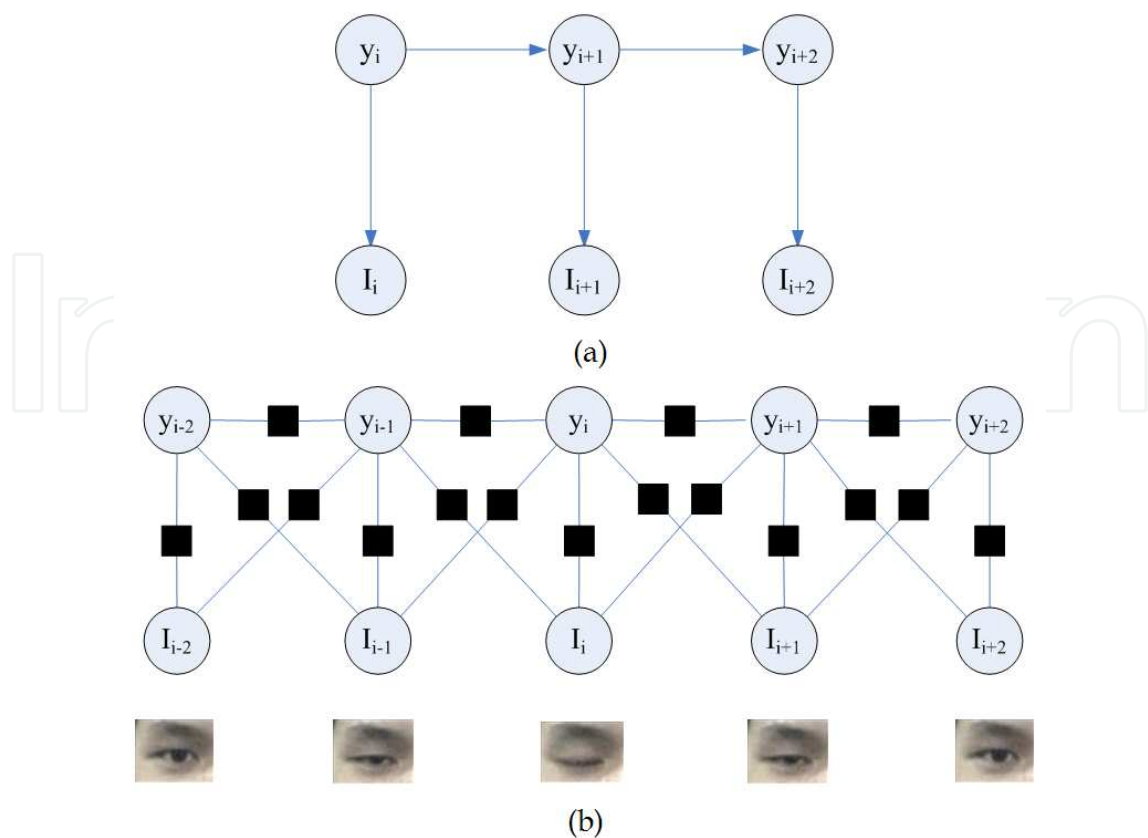 yᵢ yᵢ₊₁ yᵢ₊₂
Iᵢ Iᵢ₊₁ Iᵢ₊₂
(a)
yᵢ₋₂ yᵢ₋₁ yᵢ yᵢ₊₁ yᵢ₊₂
Iᵢ₋₂ Iᵢ₋₁ Iᵢ Iᵢ₊₁ Iᵢ₊₂
(b)